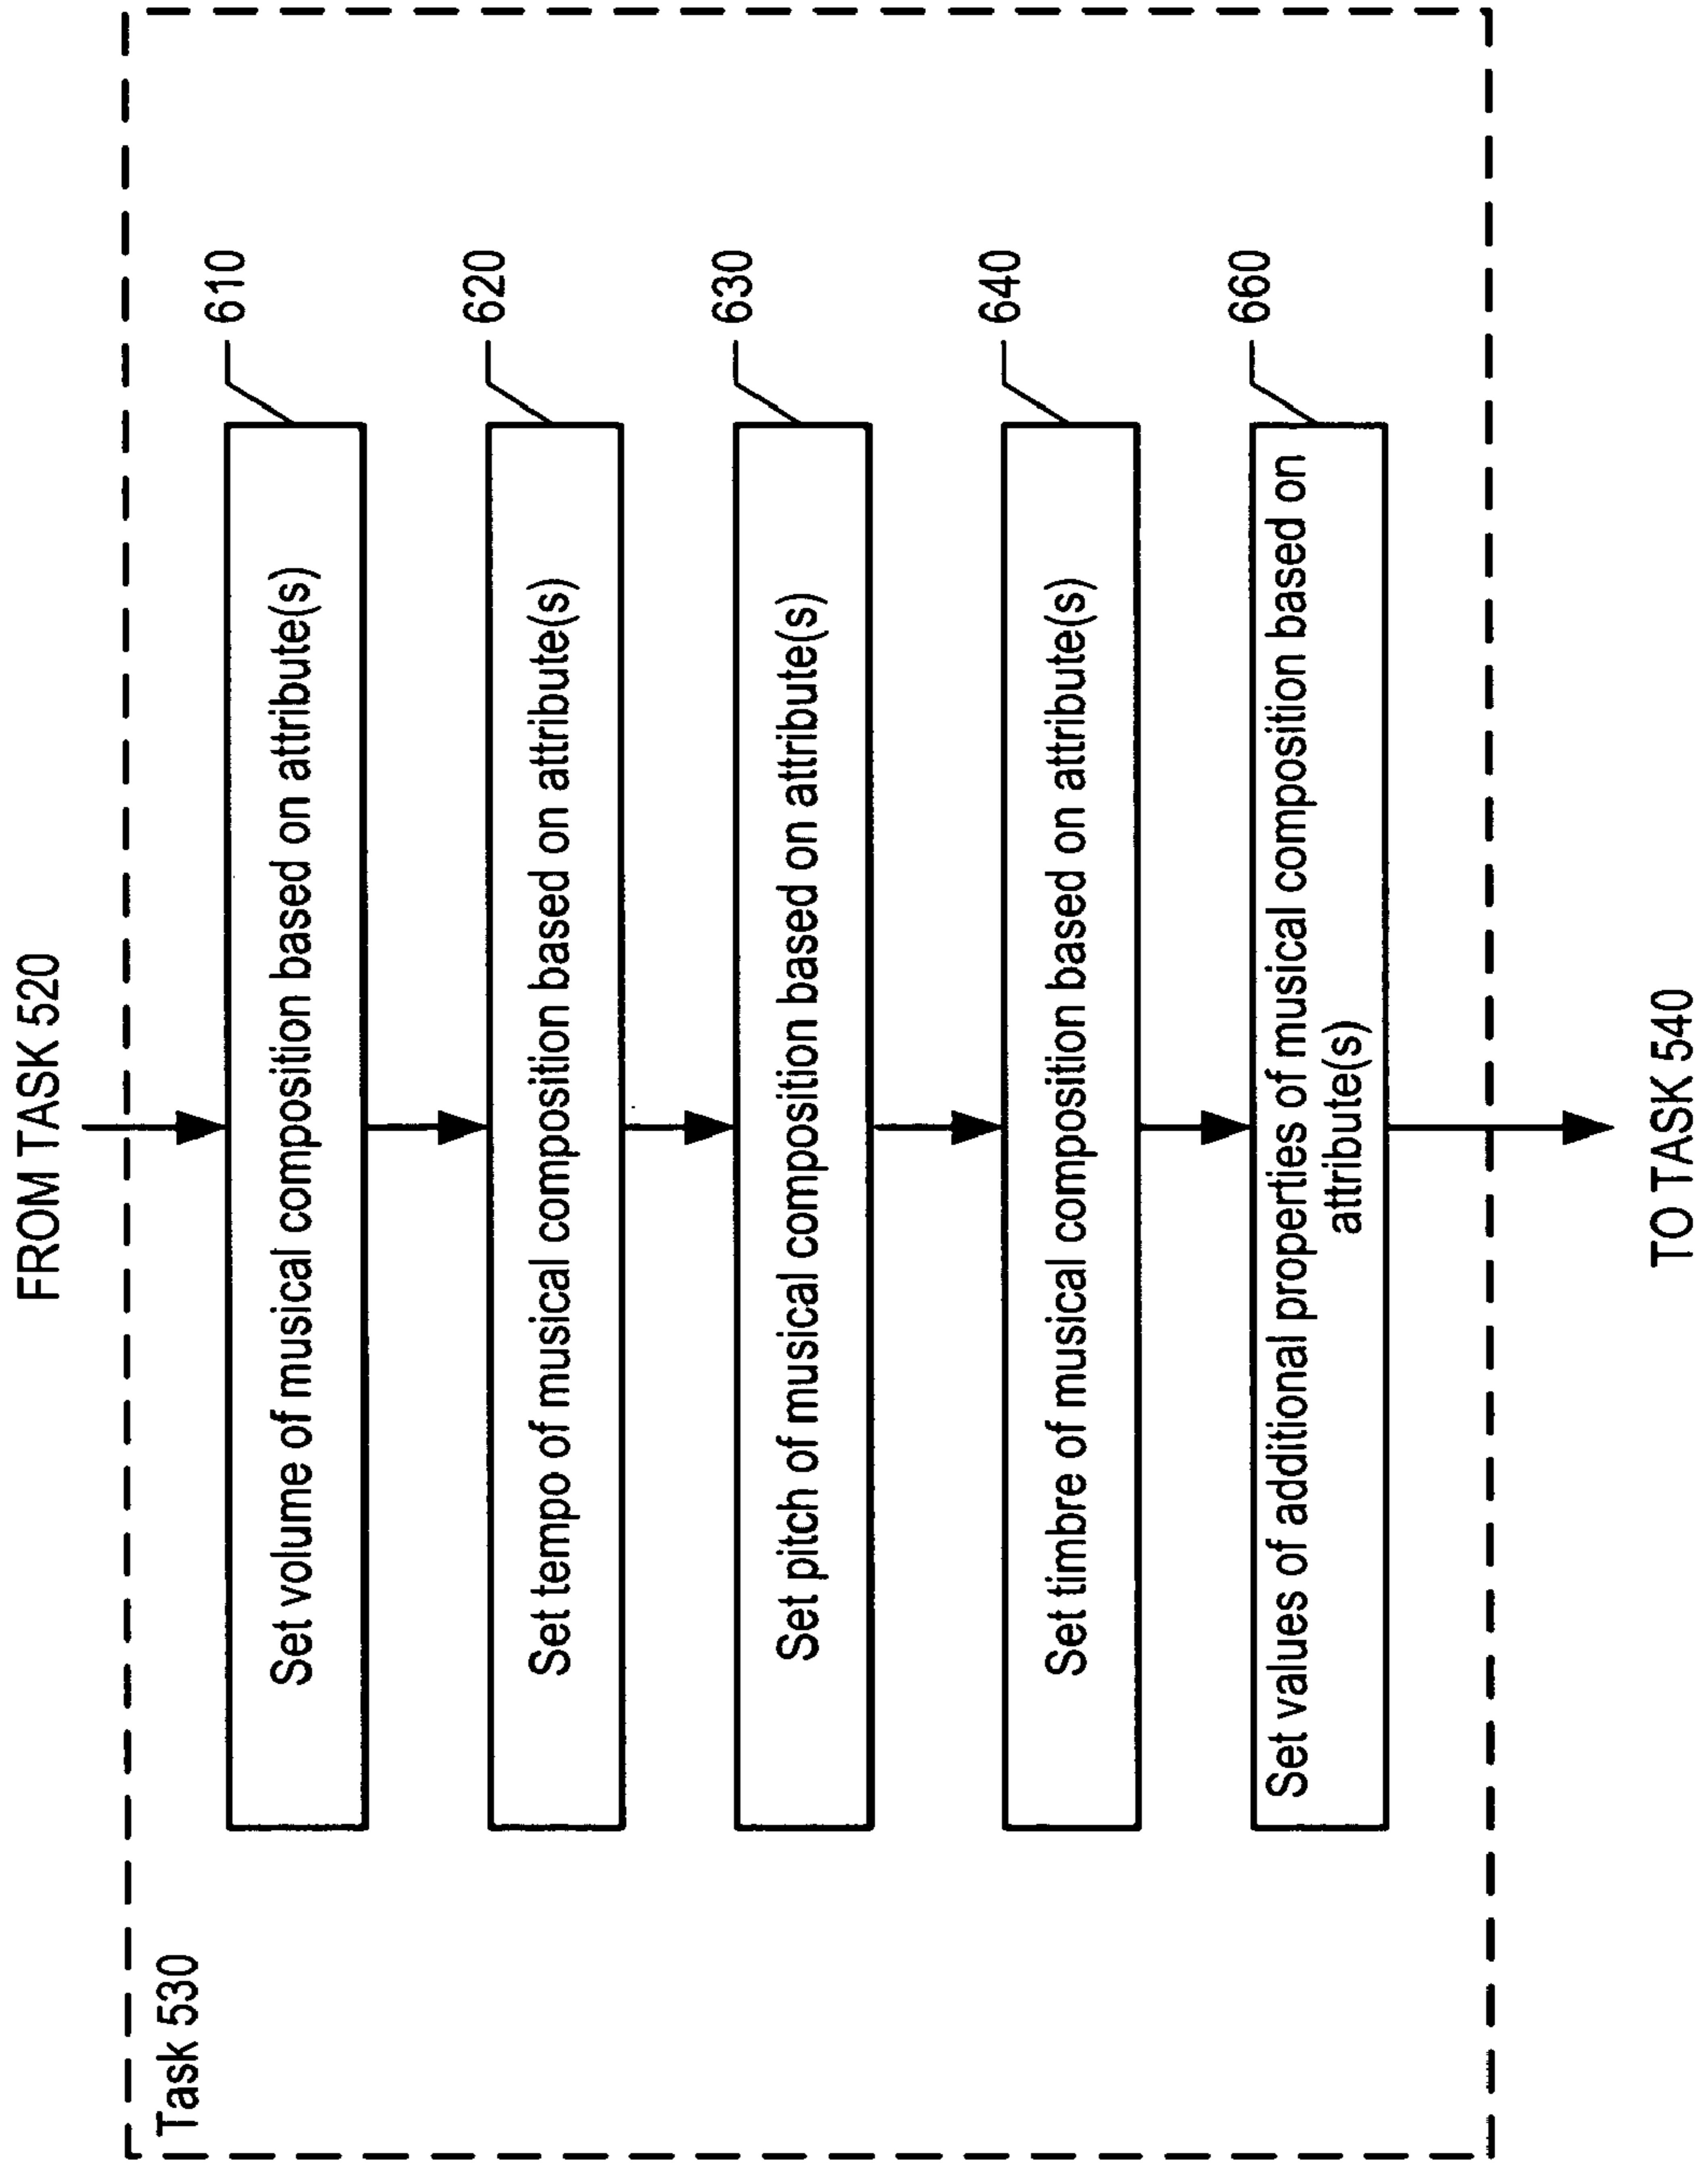 FROM TASK 520
Task 530
Set volume of musical composition based on attribute(s)
610
Set tempo of musical composition based on attribute(s)
620
Set pitch of musical composition based on attribute(s)
630
Set timbre of musical composition based on attribute(s)
640
Set values of additional properties of musical composition based on
attribute(s)
660
TO TASK 540